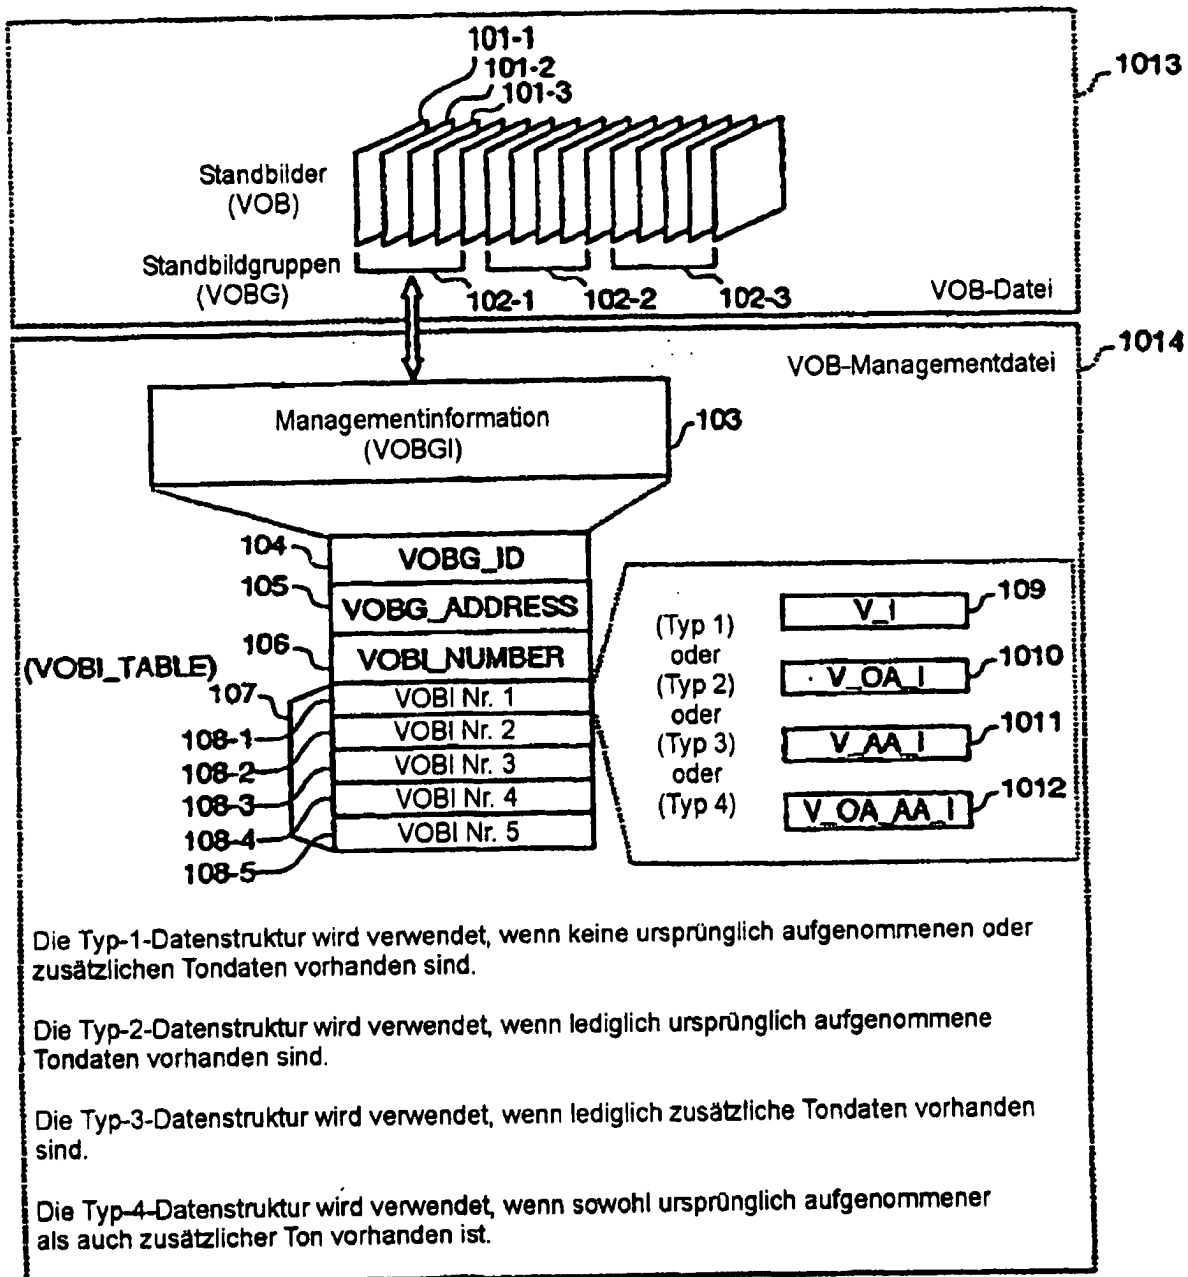 101-1
101-2
101-3
1013
Standbilder
(VOB)
Standbildgruppen
(VOBG)
102-1
102-2
102-3
VOB-Datei
1014
VOB-Managementdatei
Managementinformation
(VOBGI)
103
104
VOBG_ID
105
VOBG_ADDRESS
106
VOBI_NUMBER
(VOBI_TABLE)
107
VOBI Nr. 1
108-1
VOBI Nr. 2
108-2
VOBI Nr. 3
108-3
VOBI Nr. 4
108-4
VOBI Nr. 5
108-5
(Typ 1)
oder
(Typ 2)
oder
(Typ 3)
oder
(Typ 4)
V_I
109
V_OA_I
1010
V_AA_I
1011
V_OA_AA_I
1012
Die Typ-1-Datenstruktur wird verwendet, wenn keine ursprünglich aufgenommenen oder
zusätzlichen Tondaten vorhanden sind.
Die Typ-2-Datenstruktur wird verwendet, wenn lediglich ursprünglich aufgenommene
Tondaten vorhanden sind.
Die Typ-3-Datenstruktur wird verwendet, wenn lediglich zusätzliche Tondaten vorhanden
sind.
Die Typ-4-Datenstruktur wird verwendet, wenn sowohl ursprünglich aufgenommener
als auch zusätzlicher Ton vorhanden ist.